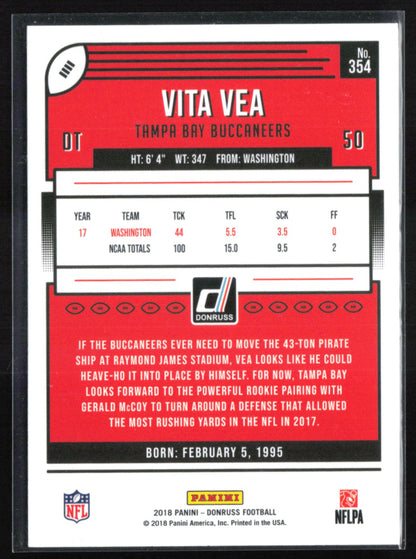 No.
354
VITA VEA
TAMPA BAY BUCCANEERS
DT
50
HT: 6' 4" WT: 347 FROM: WASHINGTON
YEAR TEAM TCK TFL SCK FF
17 WASHINGTON 44 5.5 3.5 0
NCAA TOTALS 100 15.0 9.5 2
DONRUSS
IF THE BUCCANEERS EVER NEED TO MOVE THE 43-TON PIRATE
SHIP AT RAYMOND JAMES STADIUM, VEA LOOKS LIKE HE COULD
HEAVE-HO IT INTO PLACE BY HIMSELF. FOR NOW, TAMPA BAY
LOOKS FORWARD TO THE POWERFUL ROOKIE PAIRING WITH
GERALD McCOY TO TURN AROUND A DEFENSE THAT ALLOWED
THE MOST RUSHING YARDS IN THE NFL IN 2017.
BORN: FEBRUARY 5, 1995
NFL
PANINI
2018 PANINI – DONRUSS FOOTBALL
© 2018 Panini America, Inc. Printed in the USA.
NFLPA